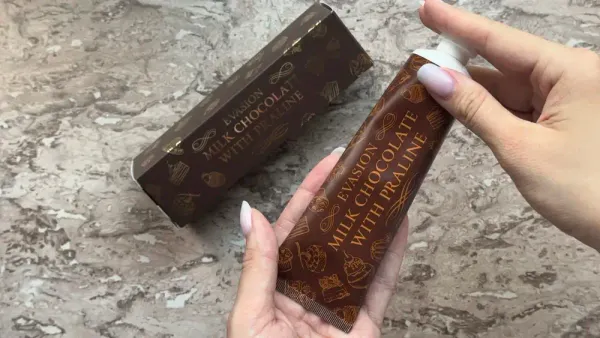 EVASION
MILK CHOCOLATE
WITH PRALINE
EVASION
MILK CHOCOLATE
WITH PRALINE